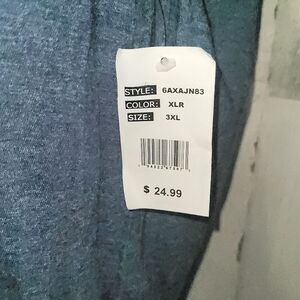 STYLE: 6AXAJN83
COLOR: XLR
SIZE: 3XL
$ 24.99